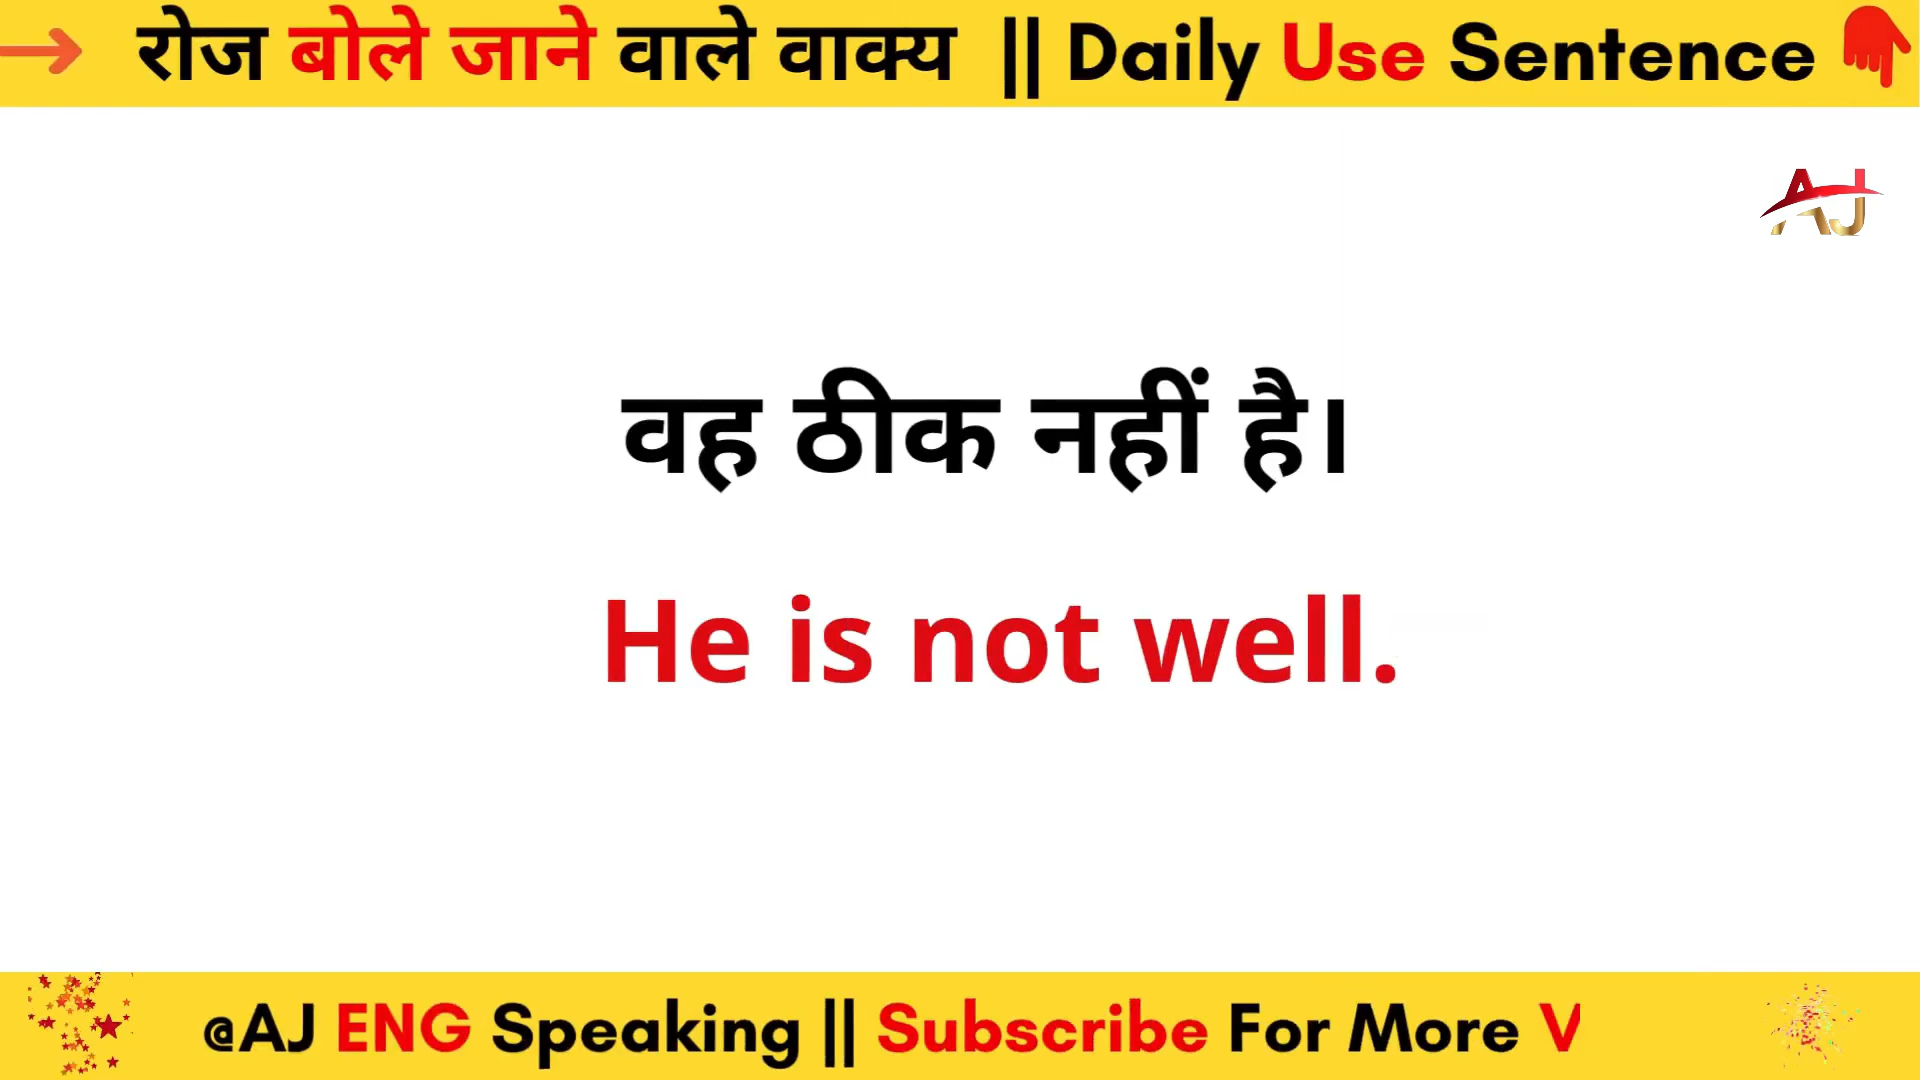 रोज बोले जाने वाले वाक्य || Daily Use Sentence
AJ
वह ठीक नहीं है।
He is not well.
@AJ ENG Speaking || Subscribe For More V